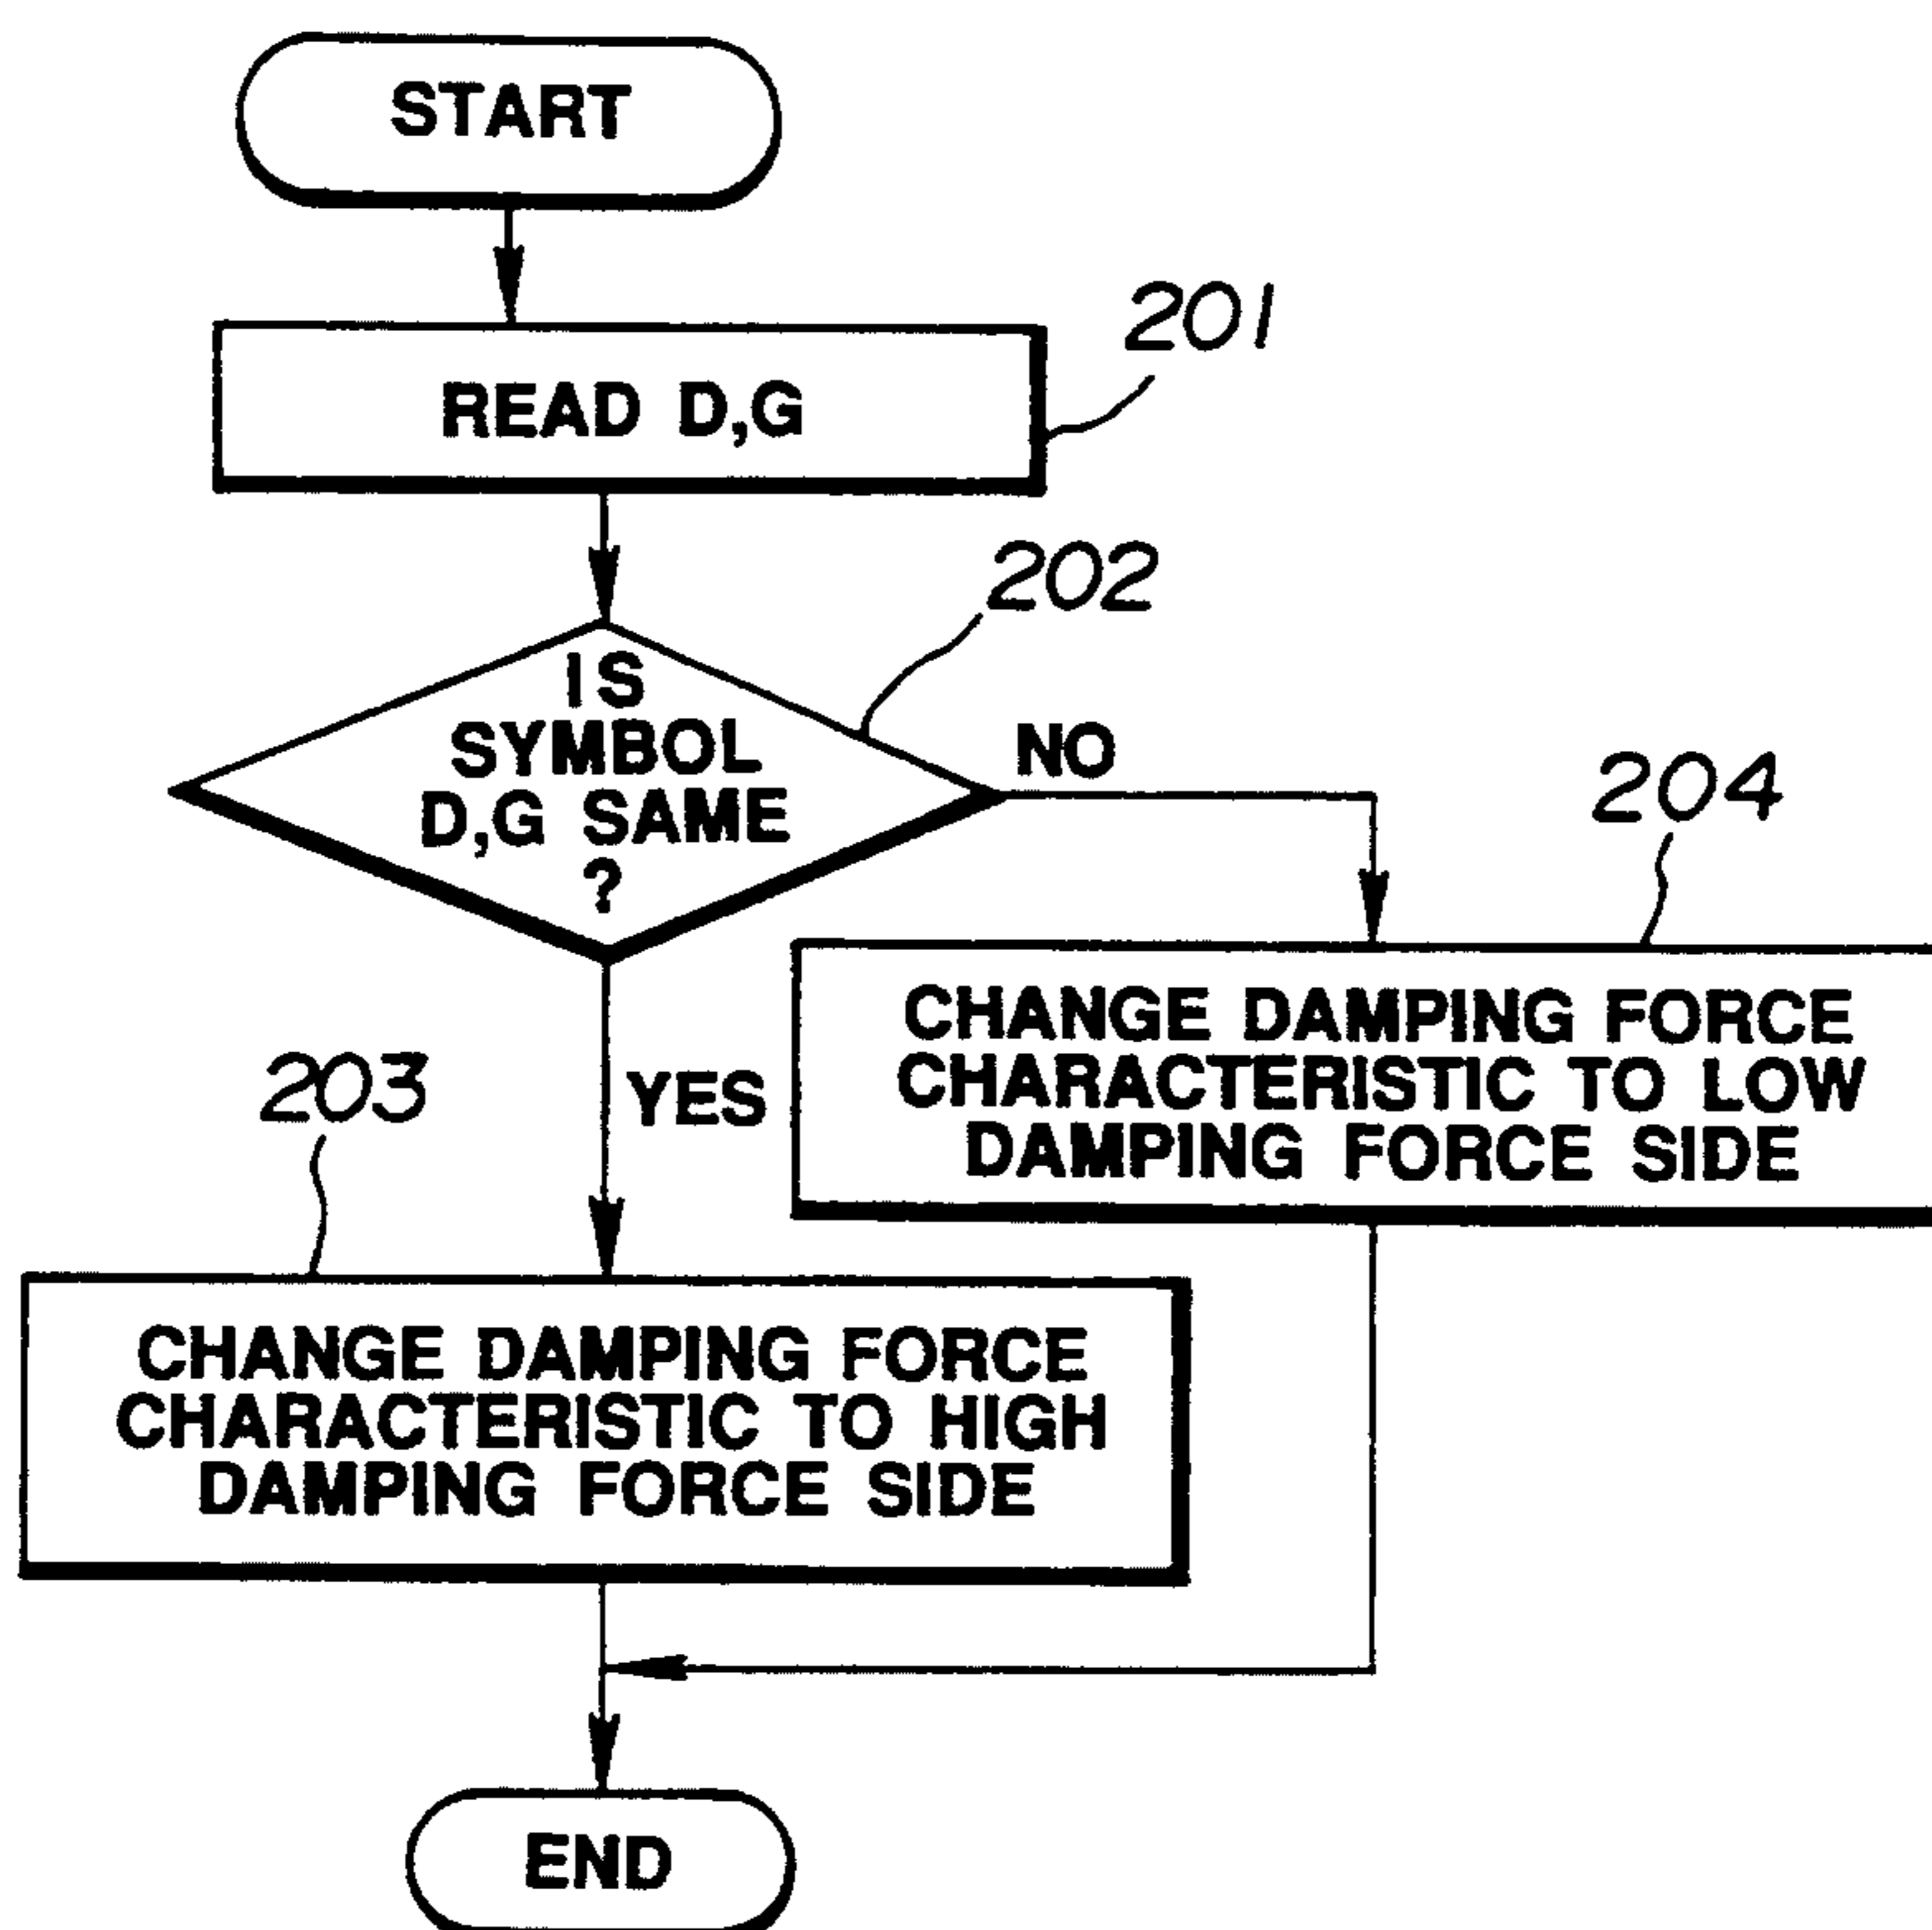 START
READ D,G
201
202
IS
SYMBOL
D,G SAME
?
NO
204
CHANGE DAMPING FORCE
CHARACTERISTIC TO LOW
DAMPING FORCE SIDE
YES
203
CHANGE DAMPING FORCE
CHARACTERISTIC TO HIGH
DAMPING FORCE SIDE
END